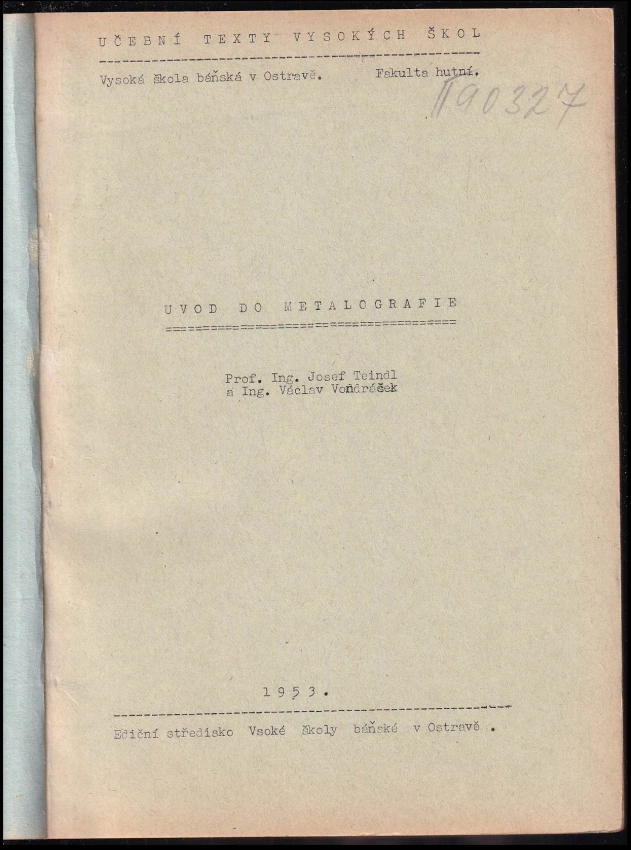 UČEBNÍ TEXTY VYSOKÝCH ŠKOL
Vysoká škola báňská v Ostravě. Fakulta hutní.
II 90327
UVOD DO METALOGRAFIE
Prof. Ing. Josef Teindl
a Ing. Václav Voňdráček
1953.
Ediční středisko Vsoké školy báňské v Ostravě.